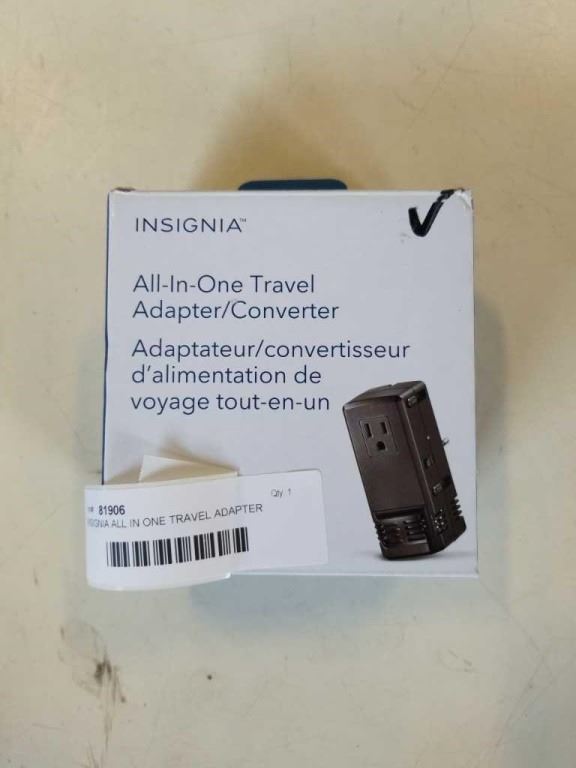 INSIGNIA™
All-In-One Travel
Adapter/Converter
Adaptateur/convertisseur
d'alimentation de
voyage tout-en-un
Qty 1
81906
ALL IN ONE TRAVEL ADAPTER